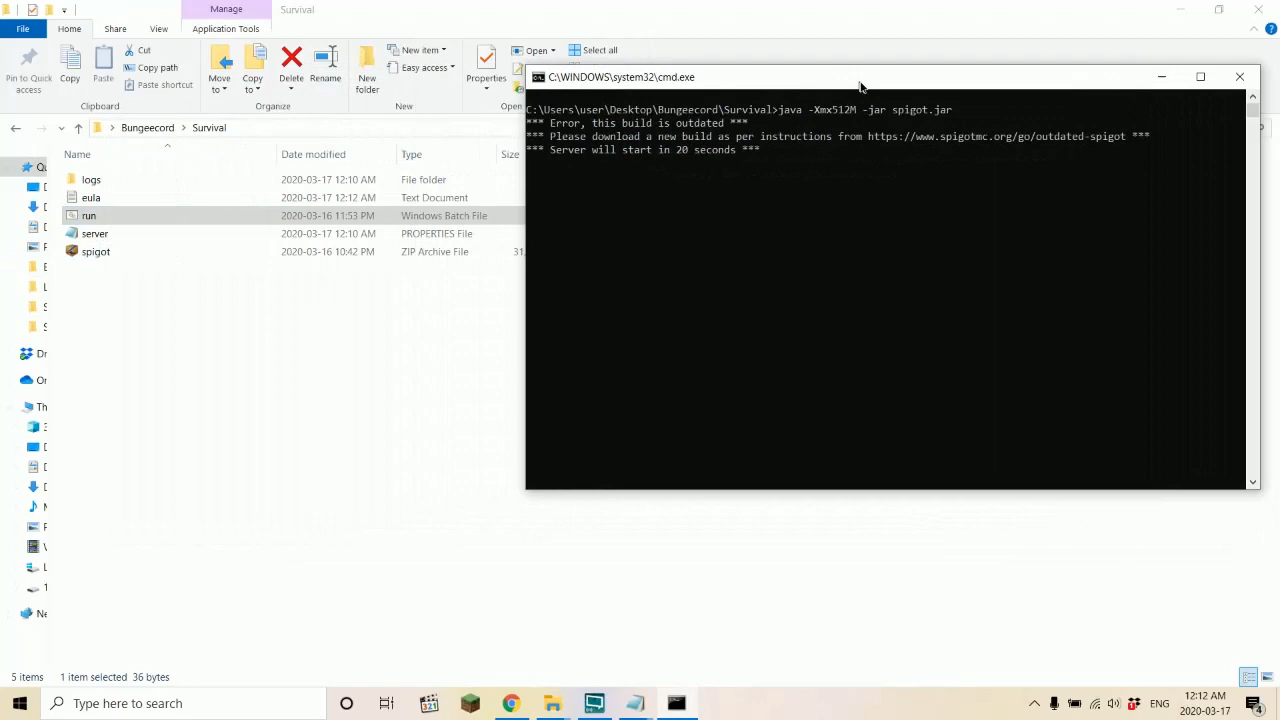 Manage
Survival
File
Home
Share
View
Application Tools
Pin to Quick
access
Copy
Paste
Cut
Copy path
Paste shortcut
Move
to
Copy
to
Delete
Rename
New
folder
New item
Easy access
Properties
Open
Select all
Organize
New
Open
Bungeecord
Survival
Name
Date modified
Type
Size
logs
2020-03-17 12:10 AM
File folder
eula
2020-03-17 12:12 AM
Text Document
run
2020-03-16 11:53 PM
Windows Batch File
server
2020-03-17 12:10 AM
PROPERTIES File
spigot
2020-03-16 10:42 PM
ZIP Archive File
31,
C:\WINDOWS\system32\cmd.exe
C:\Users\user\Desktop\Bungeecord\Survival>java -Xmx512M -jar spigot.jar
*** Error, this build is outdated ***
*** Please download a new build as per instructions from https://www.spigotmc.org/go/outdated-spigot ***
*** Server will start in 20 seconds ***
5 items
1 item selected 36 bytes
Type here to search
321
ENG
12:12 AM
2020-03-17
4